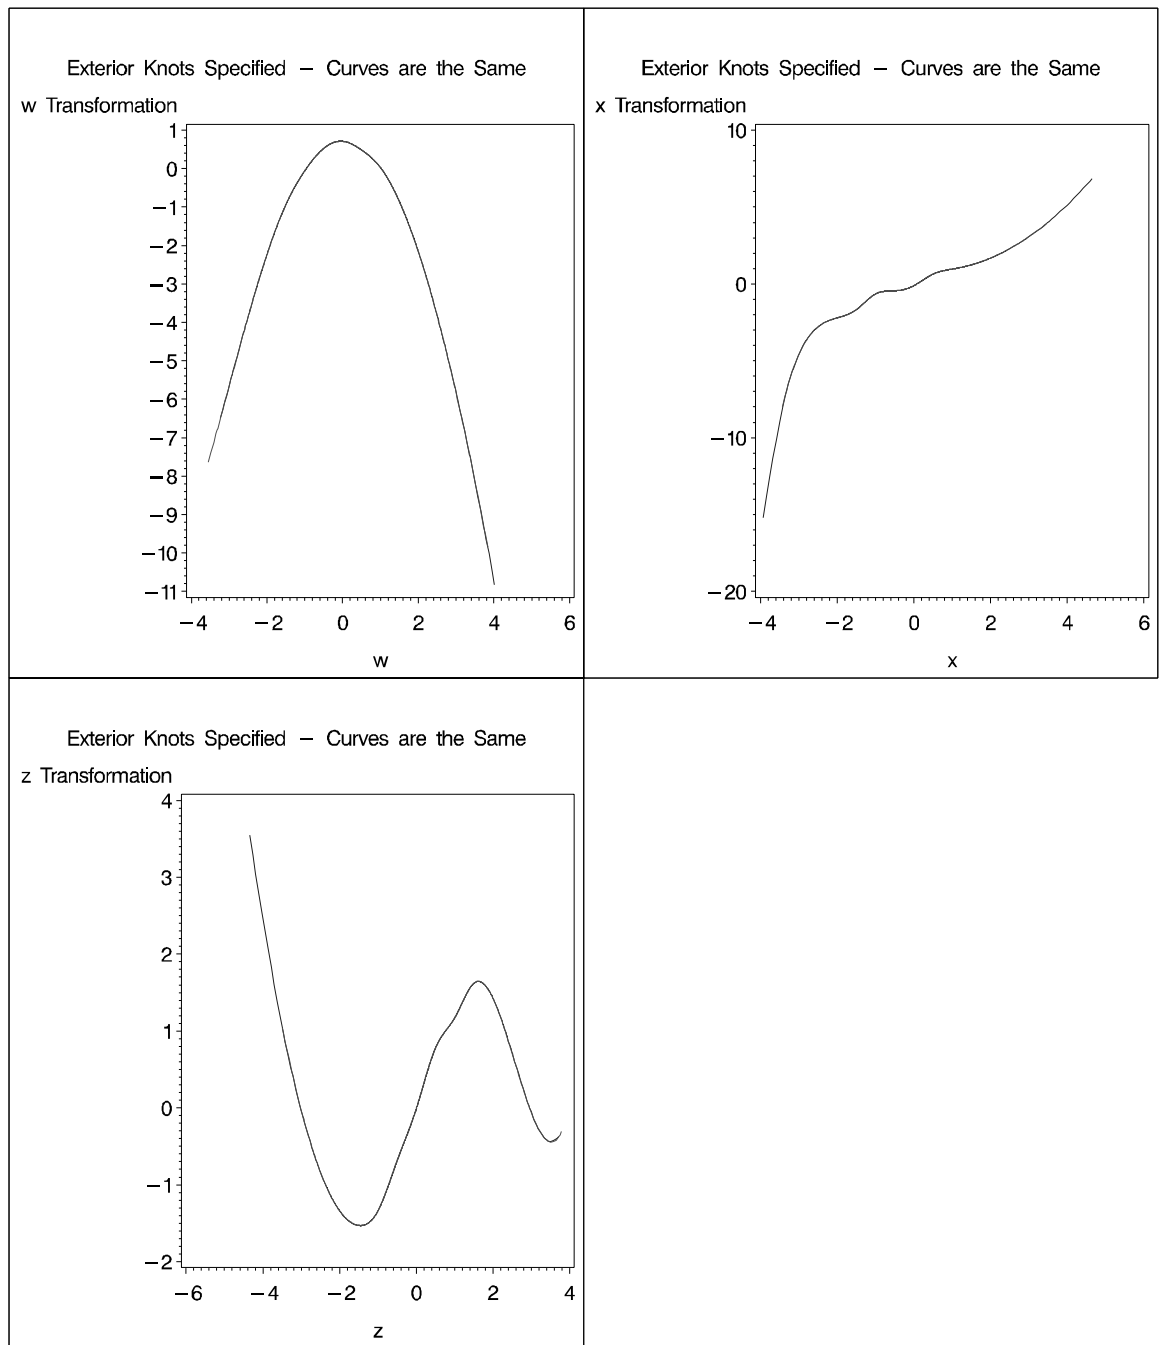 Exterior Knots Specified – Curves are the Same
w Transformation
1
0
−1
−2
−3
−4
−5
−6
−7
−8
−9
−10
−11
−4 −2 0 2 4 6
w
Exterior Knots Specified – Curves are the Same
x Transformation
10
0
−10
−20
−4 −2 0 2 4 6
x
Exterior Knots Specified – Curves are the Same
z Transformation
4
3
2
1
0
−1
−2
−6 −4 −2 0 2 4
z